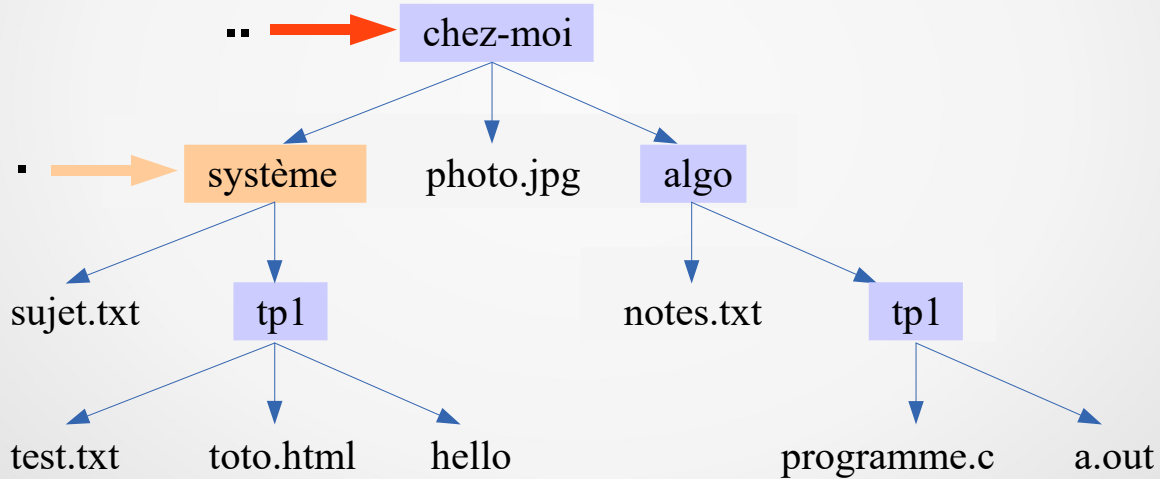 .. chez-moi
. système photo.jpg algo
sujet.txt tp1 notes.txt tp1
test.txt toto.html hello programme.c a.out